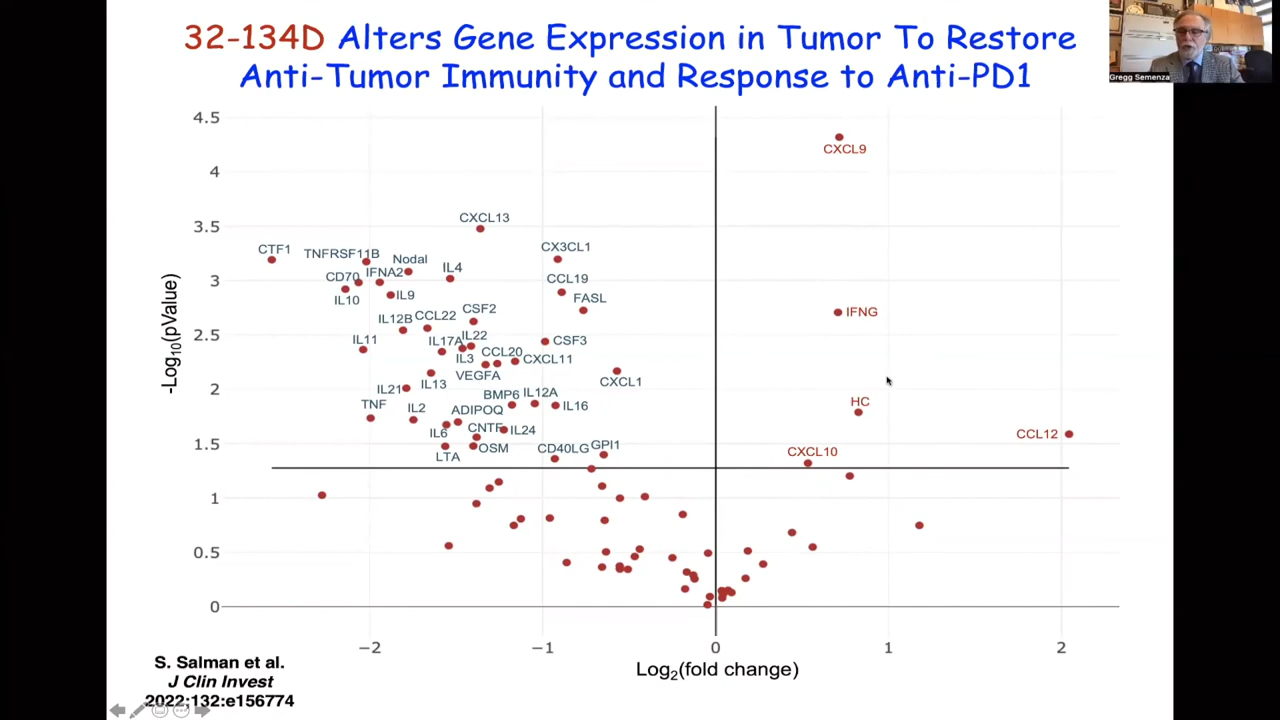 32-134D Alters Gene Expression in Tumor To Restore
Anti-Tumor Immunity and Response to Anti-PD1
Gregg Semenza
4.5
4
3.5
3
2.5
2
1.5
1
0.5
0
-Log10(pValue)
CXCL9
CXCL13
CTF1
TNFRSF11B
Nodal
CX3CL1
CD70
IFNA2
IL4
CCL19
IL10
IL9
FASL
IL12B
CCL22
CSF2
IFNG
IL11
IL17A
IL22
CSF3
IL3
CCL20
CXCL11
VEGFA
IL21
IL13
CXCL1
TNF
IL2
BMP6
IL12A
IL16
HC
ADIPOQ
IL6
CNTF
IL24
CCL12
LTA
OSM
CD40LG
GPI1
CXCL10
−2
−1
0
1
2
Log2(fold change)
S. Salman et al.
J Clin Invest
2022;132:e156774